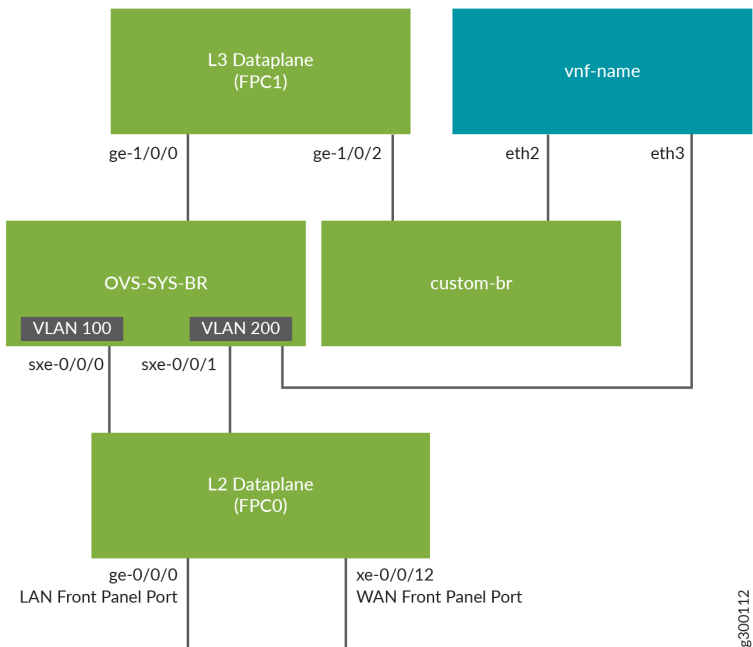 L3 Dataplane
(FPC1)
vnf-name
ge-1/0/0
ge-1/0/2
eth2
eth3
OVS-SYS-BR
custom-br
VLAN 100
VLAN 200
sxe-0/0/0
sxe-0/0/1
L2 Dataplane
(FPC0)
ge-0/0/0
LAN Front Panel Port
xe-0/0/12
WAN Front Panel Port
g300112